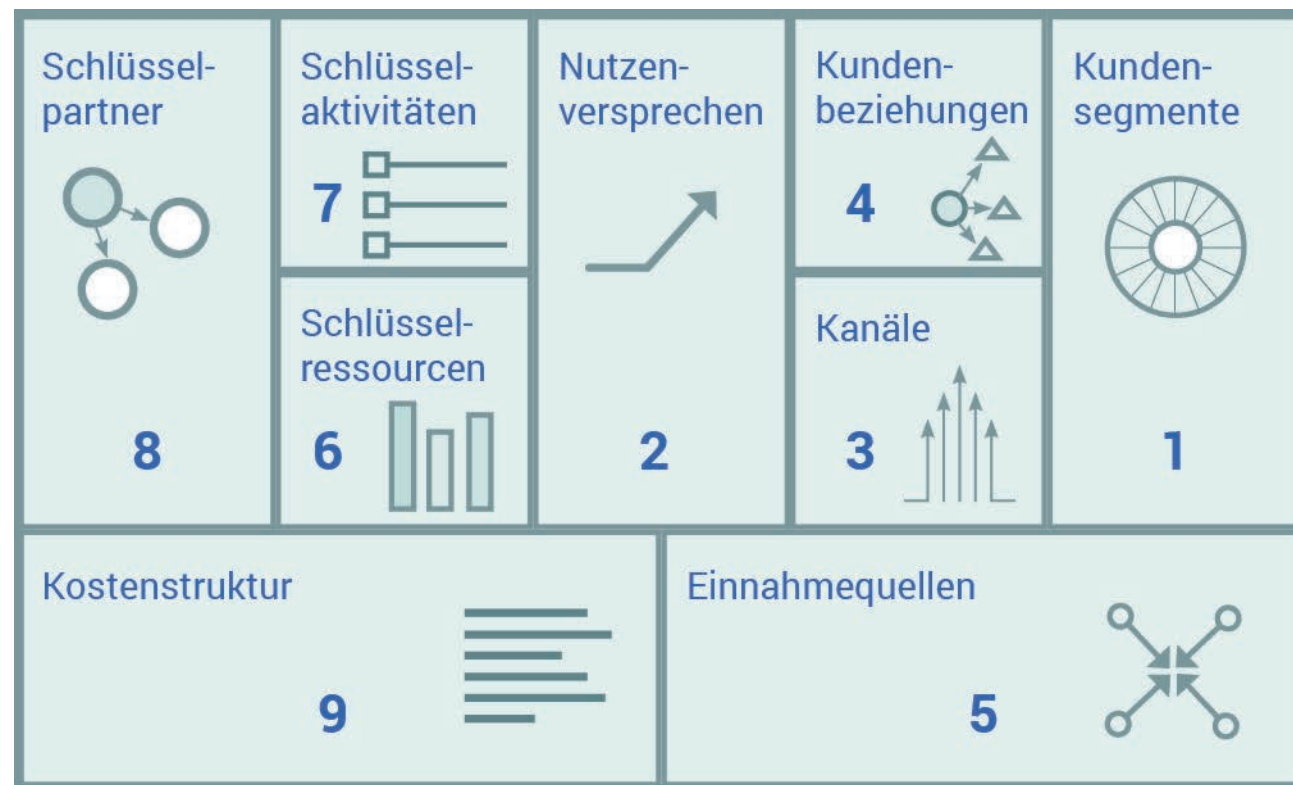 Schlüssel-
partner
8
Schlüssel-
aktivitäten
7
Schlüssel-
ressourcen
6
Nutzen-
versprechen
2
Kunden-
beziehungen
4
Kanäle
3
Kunden-
segmente
1
Kostenstruktur
9
Einnahmequellen
5